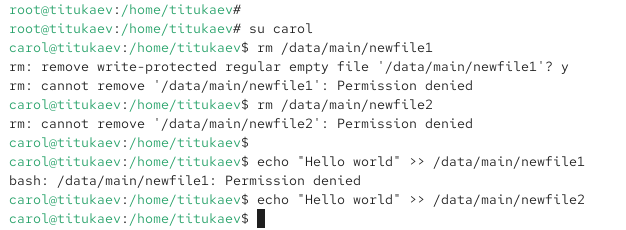 root@titukaev:/home/titukaev#
root@titukaev:/home/titukaev# su carol
carol@titukaev:/home/titukaev$ rm /data/main/newfile1
rm: remove write-protected regular empty file '/data/main/newfile1'? y
rm: cannot remove '/data/main/newfile1': Permission denied
carol@titukaev:/home/titukaev$ rm /data/main/newfile2
rm: cannot remove '/data/main/newfile2': Permission denied
carol@titukaev:/home/titukaev$
carol@titukaev:/home/titukaev$ echo "Hello world" >> /data/main/newfile1
bash: /data/main/newfile1: Permission denied
carol@titukaev:/home/titukaev$ echo "Hello world" >> /data/main/newfile2
carol@titukaev:/home/titukaev$